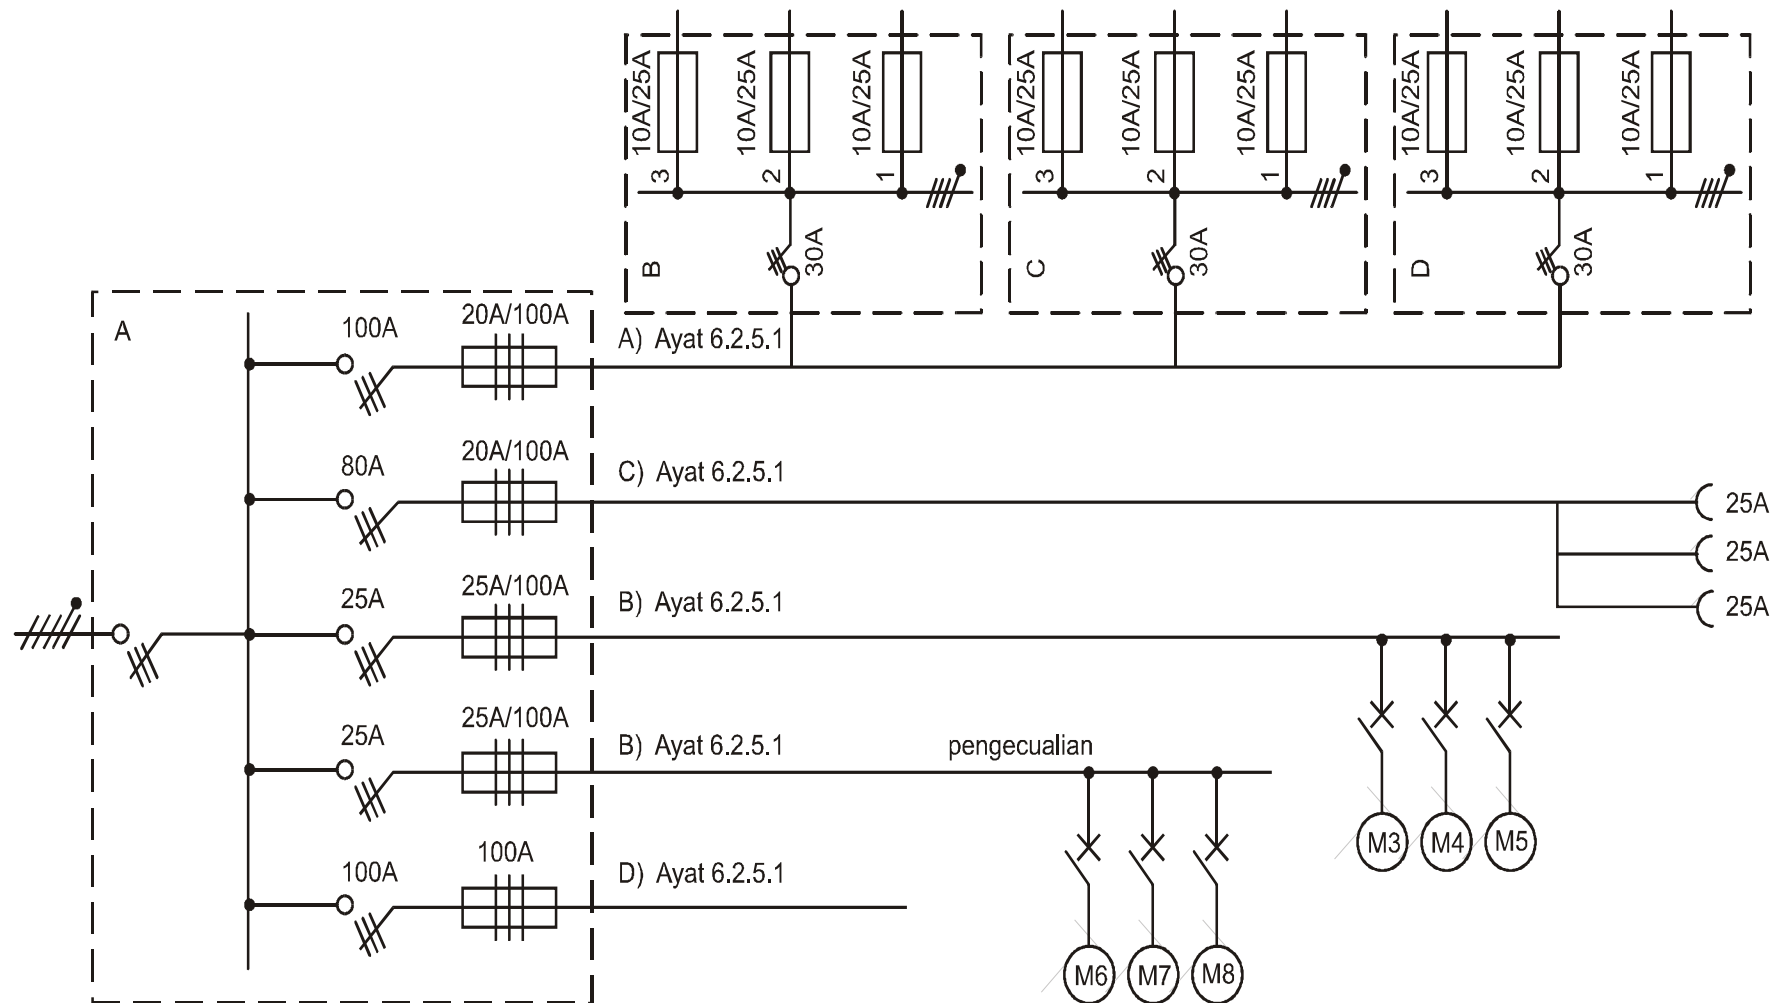 10A/25A
10A/25A
10A/25A
3
2
1
30A
B
10A/25A
10A/25A
10A/25A
3
2
1
30A
C
10A/25A
10A/25A
10A/25A
3
2
1
30A
D
A
100A
20A/100A
A) Ayat 6.2.5.1
80A
20A/100A
C) Ayat 6.2.5.1
25A
25A
25A
25A
25A/100A
B) Ayat 6.2.5.1
25A
25A/100A
B) Ayat 6.2.5.1
pengecualian
M3
M4
M5
100A
100A
D) Ayat 6.2.5.1
M6
M7
M8